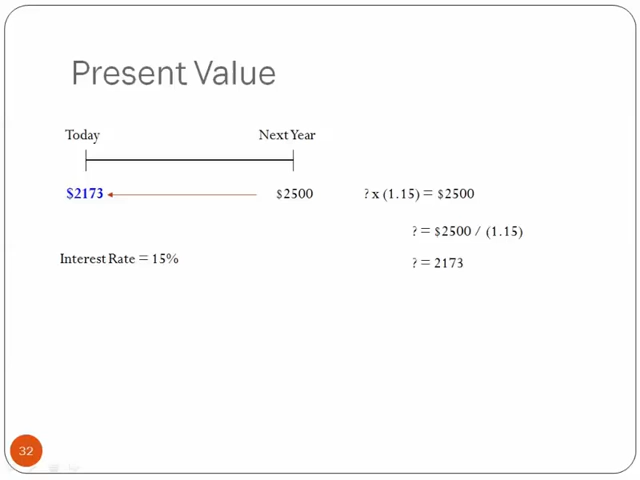 Present Value
Today Next Year
$2173 $2500 ? x (1.15) = $2500
? = $2500 / (1.15)
Interest Rate = 15%
? = 2173
32